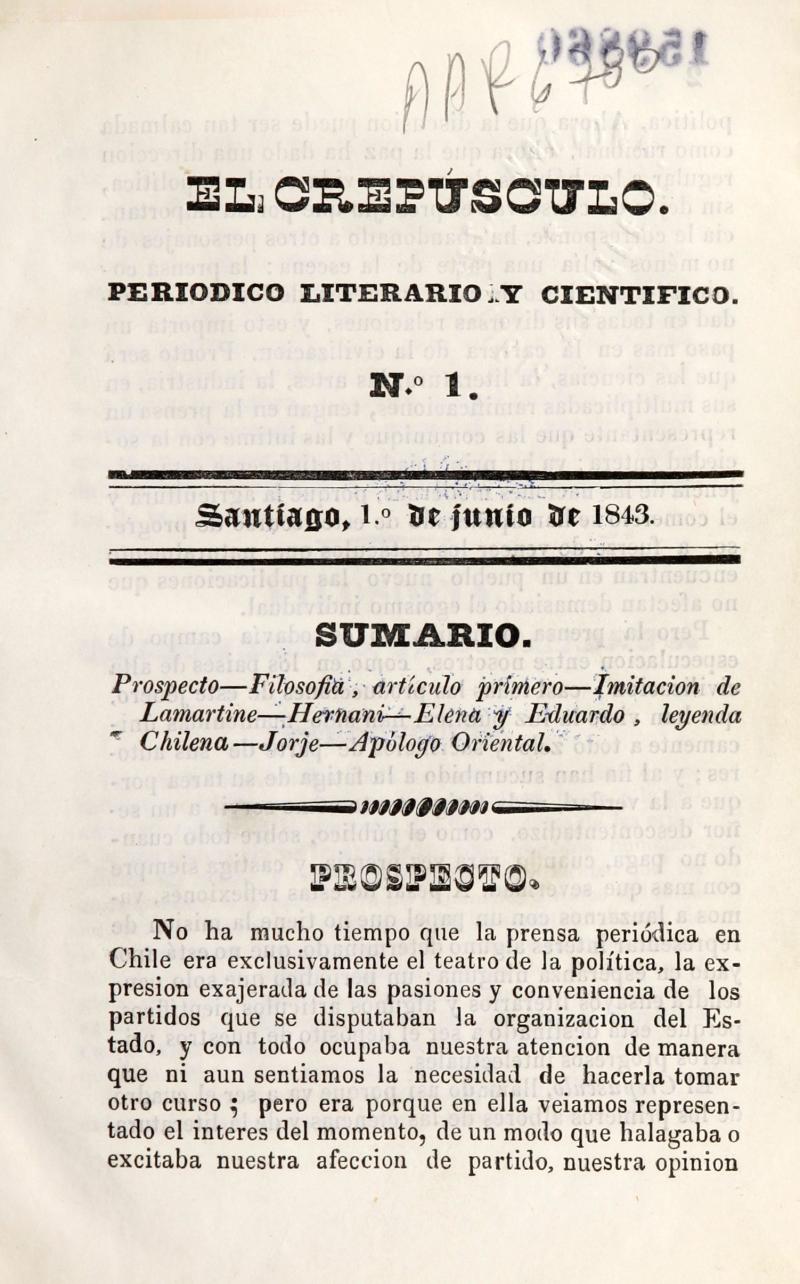 EL CREPÚSCULO.
PERIODICO LITERARIO Y CIENTIFICO.
N.º 1.
Santiago, 1.º de junio de 1843.
SUMARIO.
Prospecto—Filosofia, artículo primero—Imitacion de
Lamartine—Hernani—Elena y Eduardo, leyenda
Chilena—Jorje—Apólogo Oriental.
PROSPECTO.
No ha mucho tiempo que la prensa periódica en
Chile era exclusivamente el teatro de la política, la ex-
presion exajerada de las pasiones y conveniencia de los
partidos que se disputaban la organizacion del Es-
tado, y con todo ocupaba nuestra atencion de manera
que ni aun sentiamos la necesidad de hacerla tomar
otro curso ; pero era porque en ella veiamos represen-
tado el interes del momento, de un modo que halagaba o
excitaba nuestra afeccion de partido, nuestra opinion